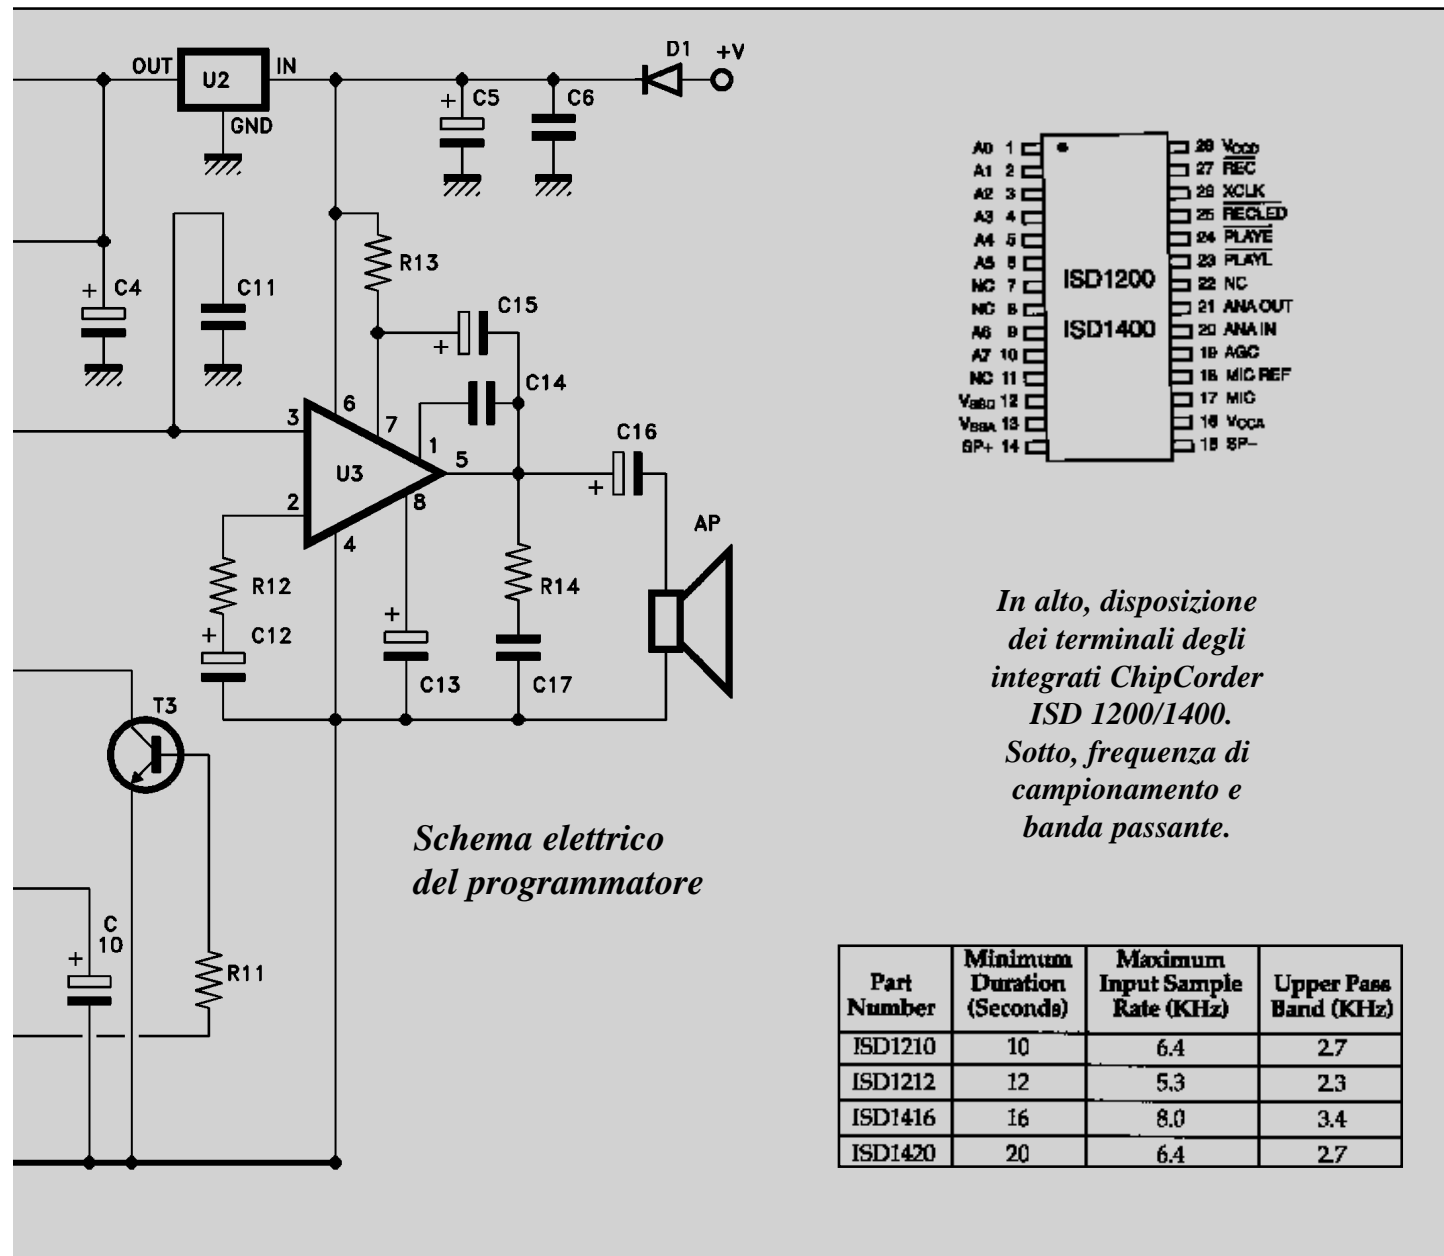 OUT U2 IN
GND
C5
+
C6
D1
+V
+ C4
C11
R13
C15
+
C14
3
6
7
1
U3
5
2
8
4
C16
+
AP
R12
+ C12
+
C13
R14
C17
T3
C
10
+
R11
Schema elettrico
del programmatore
A0 1
A1 2
A2 3
A3 4
A4 5
A5 6
NC 7
NC 8
A6 9
A7 10
NC 11
VSSD 12
VSSA 13
SP+ 14
ISD1200
ISD1400
28 VCCD
27 REC
26 XCLK
25 RECLED
24 PLAYE
23 PLAYL
22 NC
21 ANA OUT
20 ANA IN
19 AGC
18 MIC REF
17 MIC
16 VCCA
15 SP−
In alto, disposizione
dei terminali degli
integrati ChipCorder
ISD 1200/1400.
Sotto, frequenza di
campionamento e
banda passante.
Part Number | Minimum Duration (Seconds) | Maximum Input Sample Rate (KHz) | Upper Pass Band (KHz)
ISD1210 10 6.4 2.7
ISD1212 12 5.3 2.3
ISD1416 16 8.0 3.4
ISD1420 20 6.4 2.7